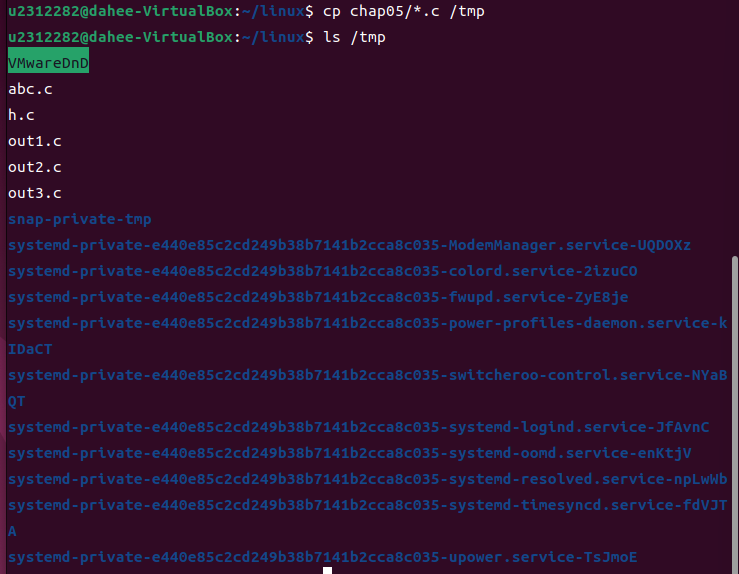 u2312282@dahee-VirtualBox:~/linux$ cp chap05/*.c /tmp
u2312282@dahee-VirtualBox:~/linux$ ls /tmp
VMwareDnD
abc.c
h.c
out1.c
out2.c
out3.c
snap-private-tmp
systemd-private-e440e85c2cd249b38b7141b2cca8c035-ModemManager.service-UQDOXz
systemd-private-e440e85c2cd249b38b7141b2cca8c035-colord.service-2izuCO
systemd-private-e440e85c2cd249b38b7141b2cca8c035-fwupd.service-ZyE8je
systemd-private-e440e85c2cd249b38b7141b2cca8c035-power-profiles-daemon.service-k
IDaCT
systemd-private-e440e85c2cd249b38b7141b2cca8c035-switcheroo-control.service-NYaB
QT
systemd-private-e440e85c2cd249b38b7141b2cca8c035-systemd-logind.service-JfAvnC
systemd-private-e440e85c2cd249b38b7141b2cca8c035-systemd-oomd.service-enKtjV
systemd-private-e440e85c2cd249b38b7141b2cca8c035-systemd-resolved.service-npLwWb
systemd-private-e440e85c2cd249b38b7141b2cca8c035-systemd-timesyncd.service-fdVJT
A
systemd-private-e440e85c2cd249b38b7141b2cca8c035-upower.service-TsJmoE